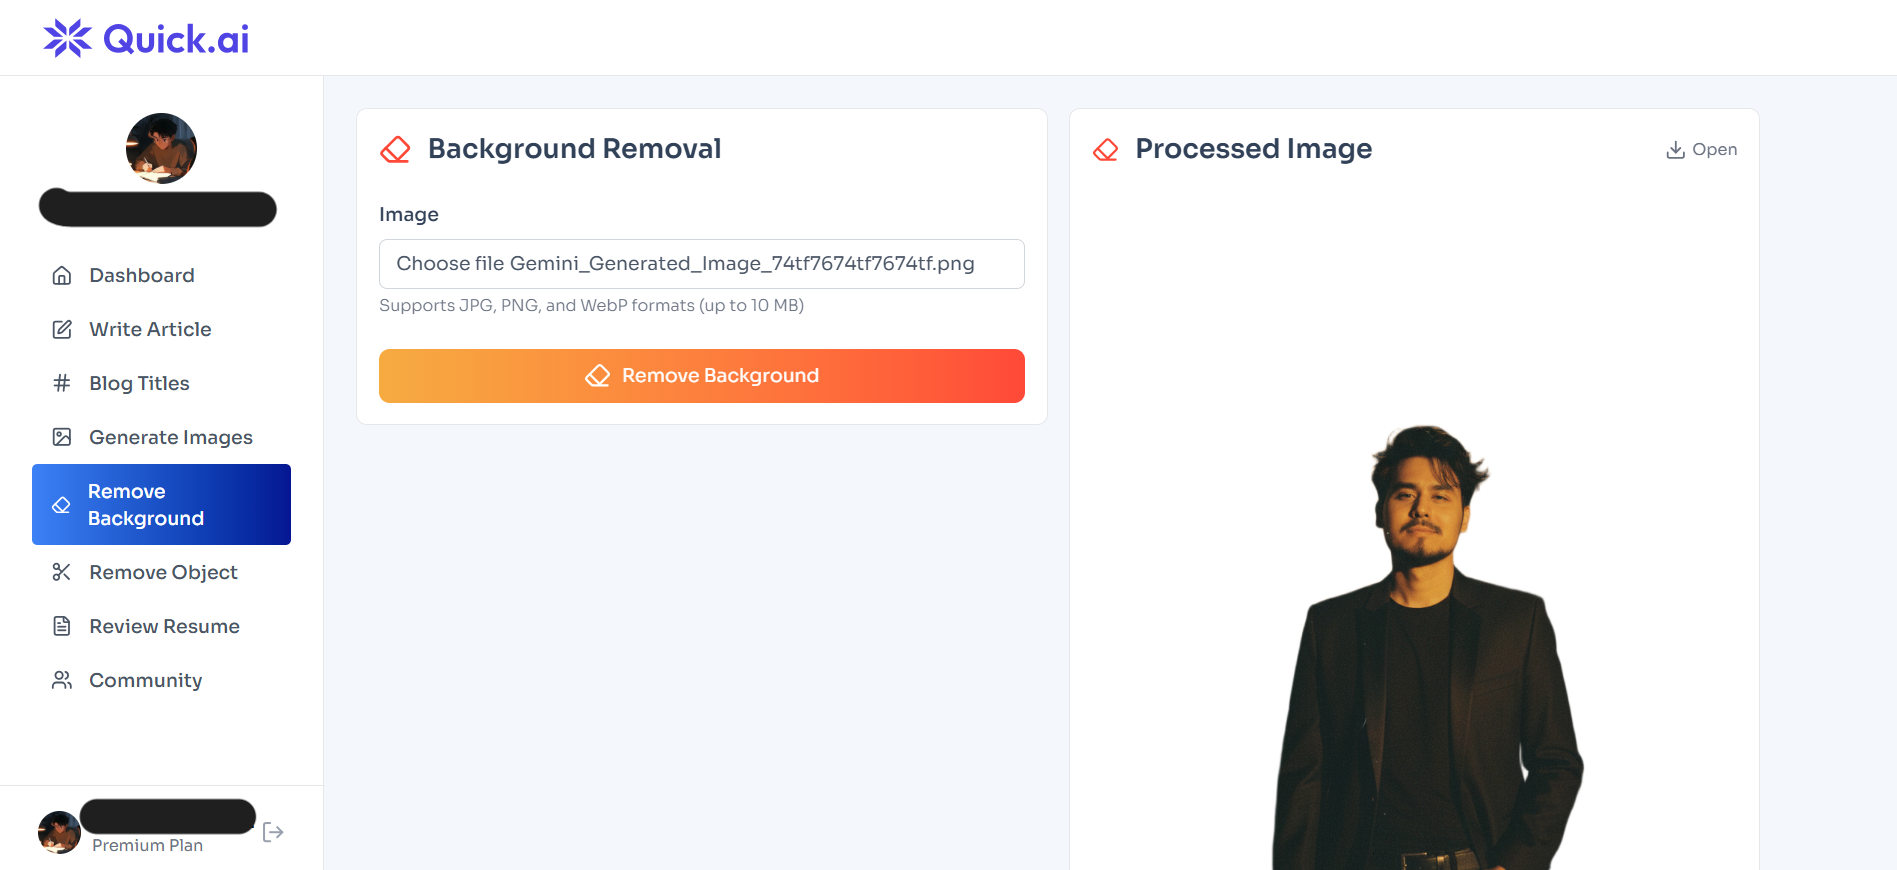 Quick.ai
Dashboard
Write Article
Blog Titles
Generate Images
Remove
Background
Remove Object
Review Resume
Community
Premium Plan
Background Removal
Image
Choose file Gemini_Generated_Image_74tf7674tf7674tf.png
Supports JPG, PNG, and WebP formats (up to 10 MB)
Remove Background
Processed Image
Open